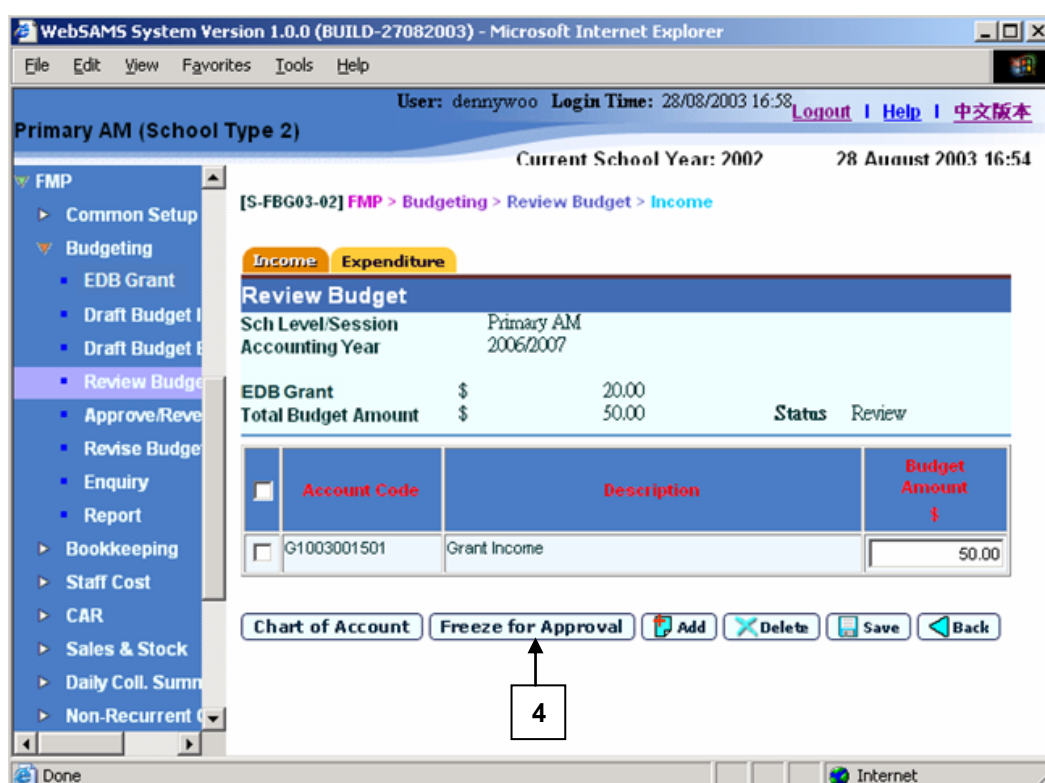 WebSAMS System Version 1.0.0 (BUILD-27082003) - Microsoft Internet Explorer
File Edit View Favorites Tools Help
User: dennywoo Login Time: 28/08/2003 16:58
Logout | Help | 中文版本
Primary AM (School Type 2)
Current School Year: 2002 28 August 2003 16:54
FMP
Common Setup
Budgeting
EDB Grant
Draft Budget I
Draft Budget E
Review Budge
Approve/Reve
Revise Budge
Enquiry
Report
Bookkeeping
Staff Cost
CAR
Sales & Stock
Daily Coll. Summ
Non-Recurrent
[S-FBG03-02] FMP > Budgeting > Review Budget > Income
Income Expenditure
Review Budget
Sch Level/Session Primary AM
Accounting Year 2006/2007
EDB Grant $ 20.00
Total Budget Amount $ 50.00 Status Review
Account Code Description Budget Amount $
G1003001501 Grant Income 50.00
Chart of Account Freeze for Approval Add Delete Save Back
4
Done Internet